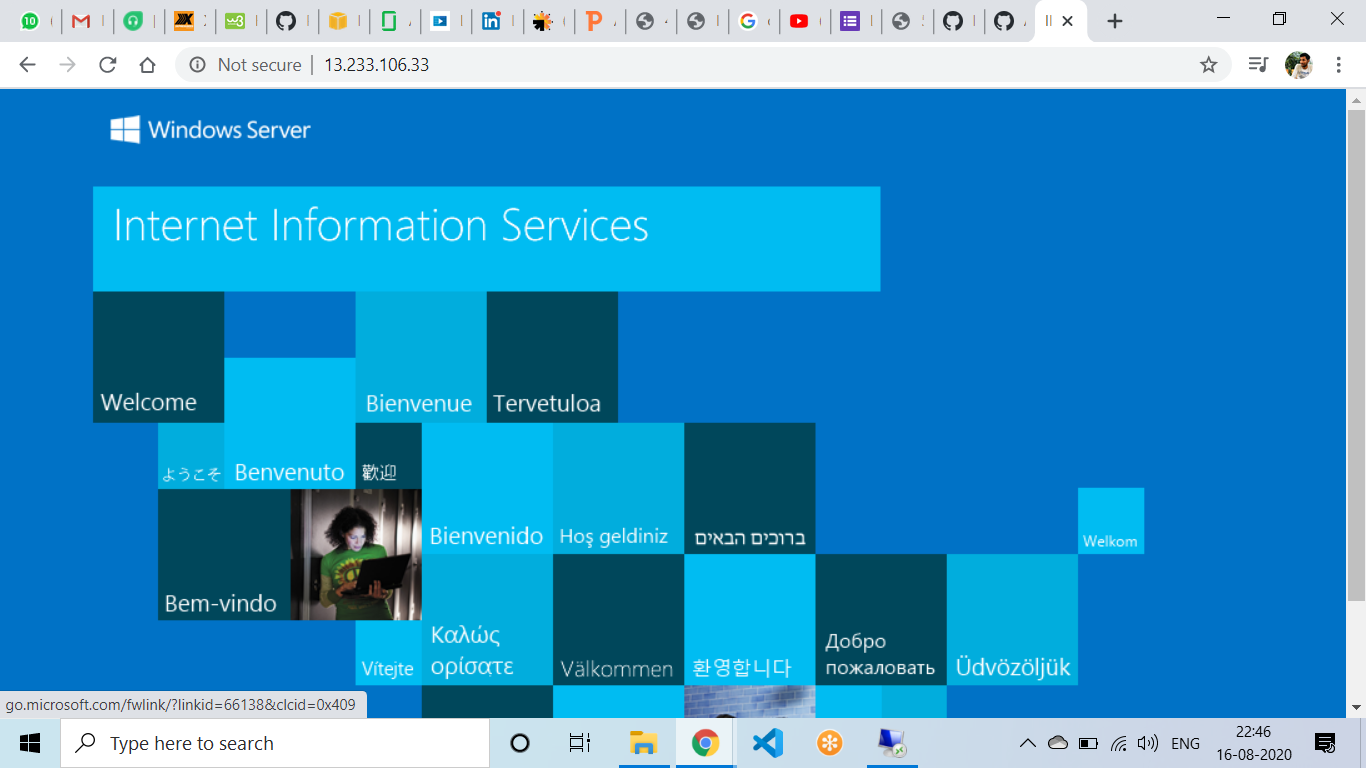 Not secure
13.233.106.33
Windows Server
Internet Information Services
Welcome
Bienvenue
Tervetuloa
ようこそ
Benvenuto
歡迎
Bienvenido
Hoş geldiniz
ברוכים הבאים
Welkom
Bem-vindo
Vítejte
Καλώς
ορίσατε
Välkommen
환영합니다
Добро
пожаловать
Üdvözöljük
go.microsoft.com/fwlink/?linkid=66138&clcid=0x409
Type here to search
ENG
22:46
16-08-2020